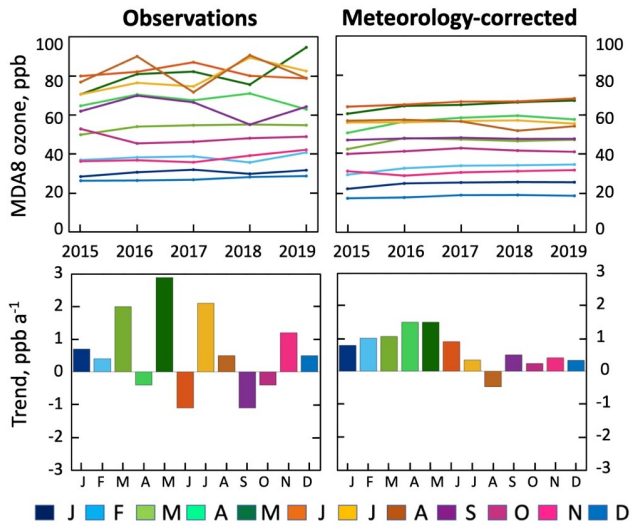 Observations Meteorology-corrected
MDA8 ozone, ppb
100 100
80 80
60 60
40 40
20 20
0 0
2015 2016 2017 2018 2019 2015 2016 2017 2018 2019
Trend, ppb a-1
3 3
2 2
1 1
0 0
-1 -1
-2 -2
-3 -3
J F M A M J J A S O N D J F M A M J J A S O N D
J F M A M J J A S O N D